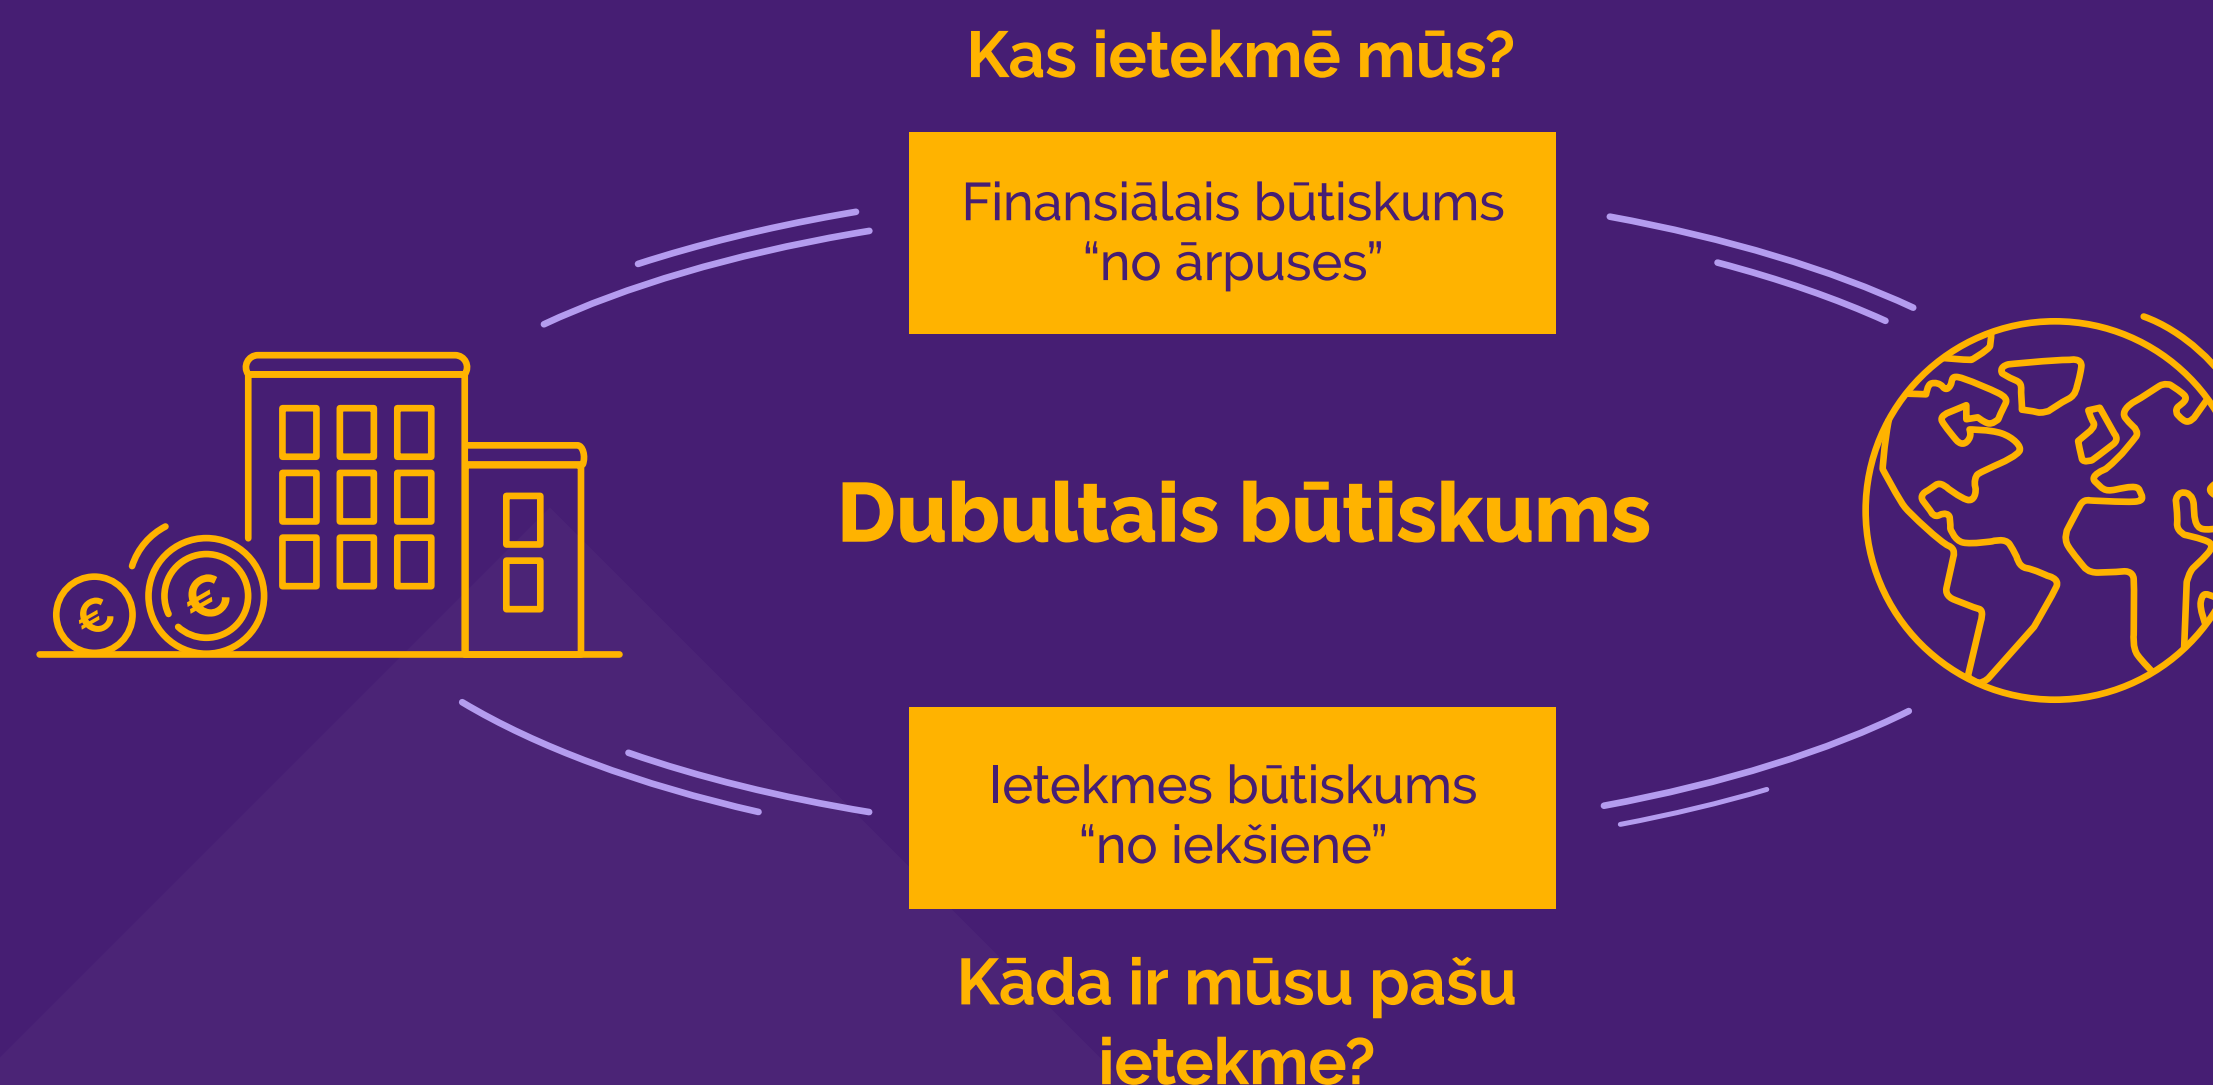 Kas ietekmē mūs?
Finansiālais būtiskums
“no ārpuses”
Dubultais būtiskums
€
€
Ietekmes būtiskums
“no iekšiene”
Kāda ir mūsu pašu
ietekme?